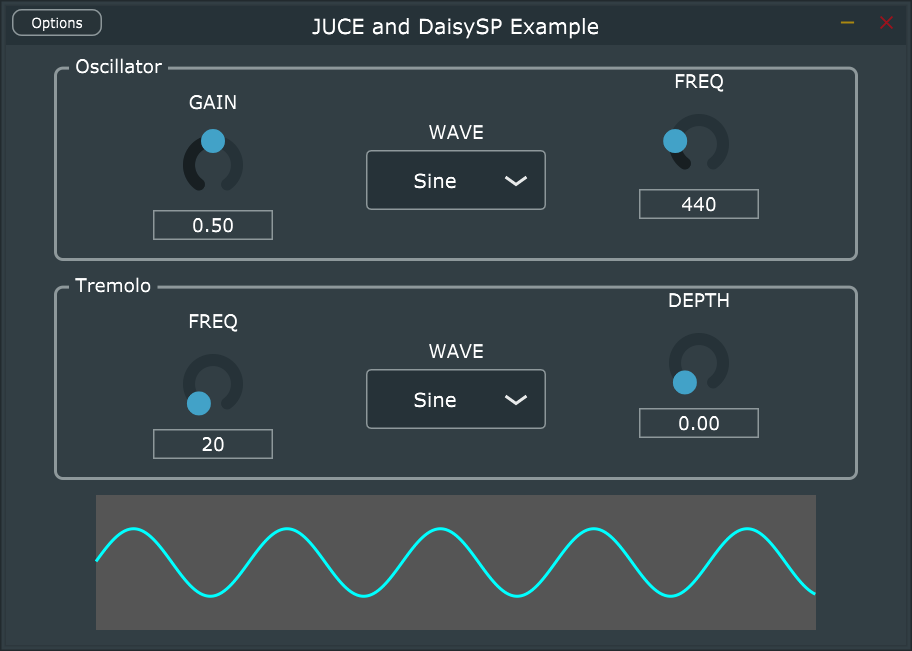 Options
JUCE and DaisySP Example
Oscillator
GAIN
0.50
WAVE
Sine
FREQ
440
Tremolo
FREQ
20
WAVE
Sine
DEPTH
0.00